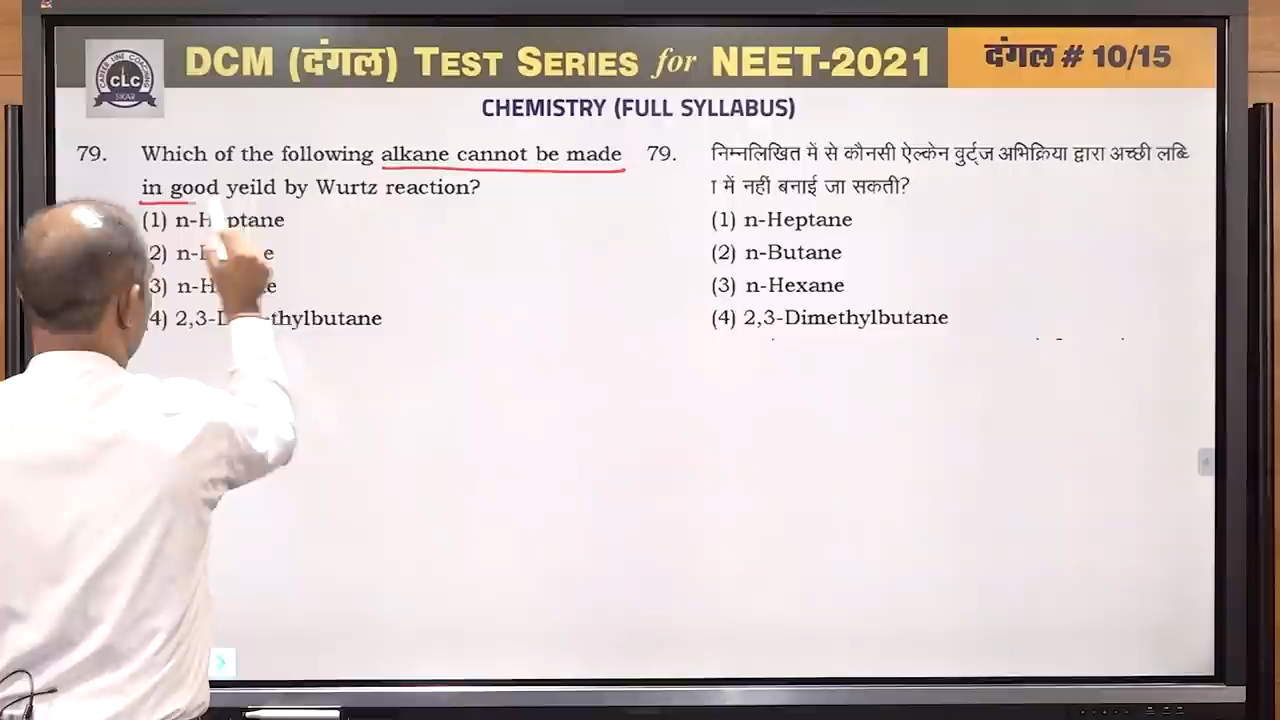 DCM (दंगल) TEST SERIES for NEET-2021
दंगल # 10/15
CLC
SIKAR
CHEMISTRY (FULL SYLLABUS)
79. Which of the following alkane cannot be made
in good yeild by Wurtz reaction?
(1) n-H ptane
2) n- e
3) n-H e
4) 2,3-D thylbutane
79. निम्नलिखित में से कौनसी ऐल्केन वुर्ट्ज अभिक्रिया द्वारा अच्छी लब्धि
ा में नहीं बनाई जा सकती?
(1) n-Heptane
(2) n-Butane
(3) n-Hexane
(4) 2,3-Dimethylbutane